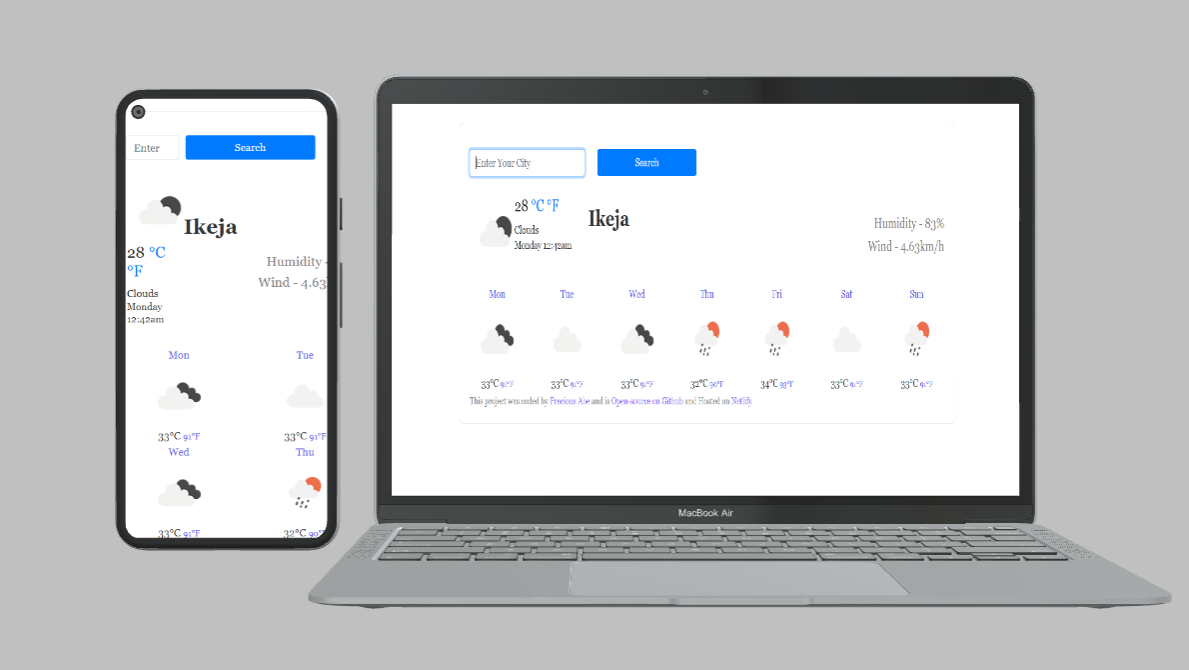 Enter
Search
Ikeja
28 °C
°F
Humidity -
Wind - 4.63
Clouds
Monday
12:42am
Mon Tue
33°C 91°F 33°C 91°F
Wed Thu
33°C 91°F 32°C 90°
Enter Your City
Search
28 °C °F
Clouds
Monday 12:42am
Ikeja
Humidity - 83%
Wind - 4.63km/h
Mon Tue Wed Thu Fri Sat Sun
33°C 91°F 33°C 91°F 33°C 91°F 32°C 90°F 34°C 93°F 33°C 91°F 33°C 91°F
This project was coded by Precious Abe and is Open-source on Github and Hosted on Netlify
MacBook Air